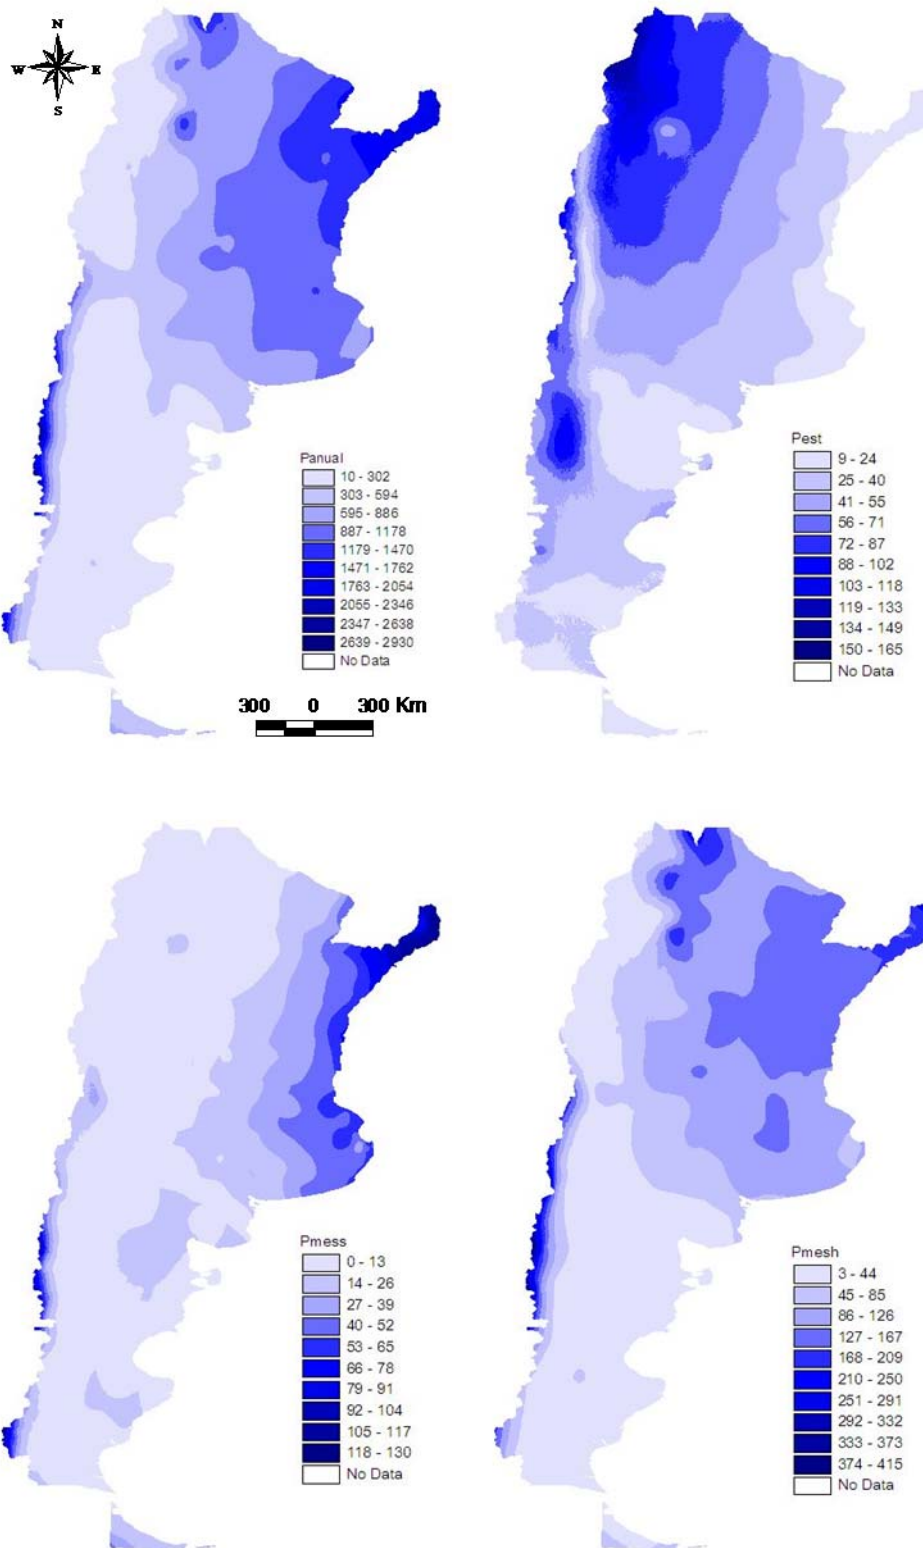 N
W E
S
Panual
10 - 302
303 - 594
595 - 886
887 - 1178
1179 - 1470
1471 - 1762
1763 - 2054
2055 - 2346
2347 - 2638
2639 - 2930
No Data
300 0 300 Km
Pest
9 - 24
25 - 40
41 - 55
56 - 71
72 - 87
88 - 102
103 - 118
119 - 133
134 - 149
150 - 165
No Data
Pmess
0 - 13
14 - 26
27 - 39
40 - 52
53 - 65
66 - 78
79 - 91
92 - 104
105 - 117
118 - 130
No Data
Pmesh
3 - 44
45 - 85
86 - 126
127 - 167
168 - 209
210 - 250
251 - 291
292 - 332
333 - 373
374 - 415
No Data